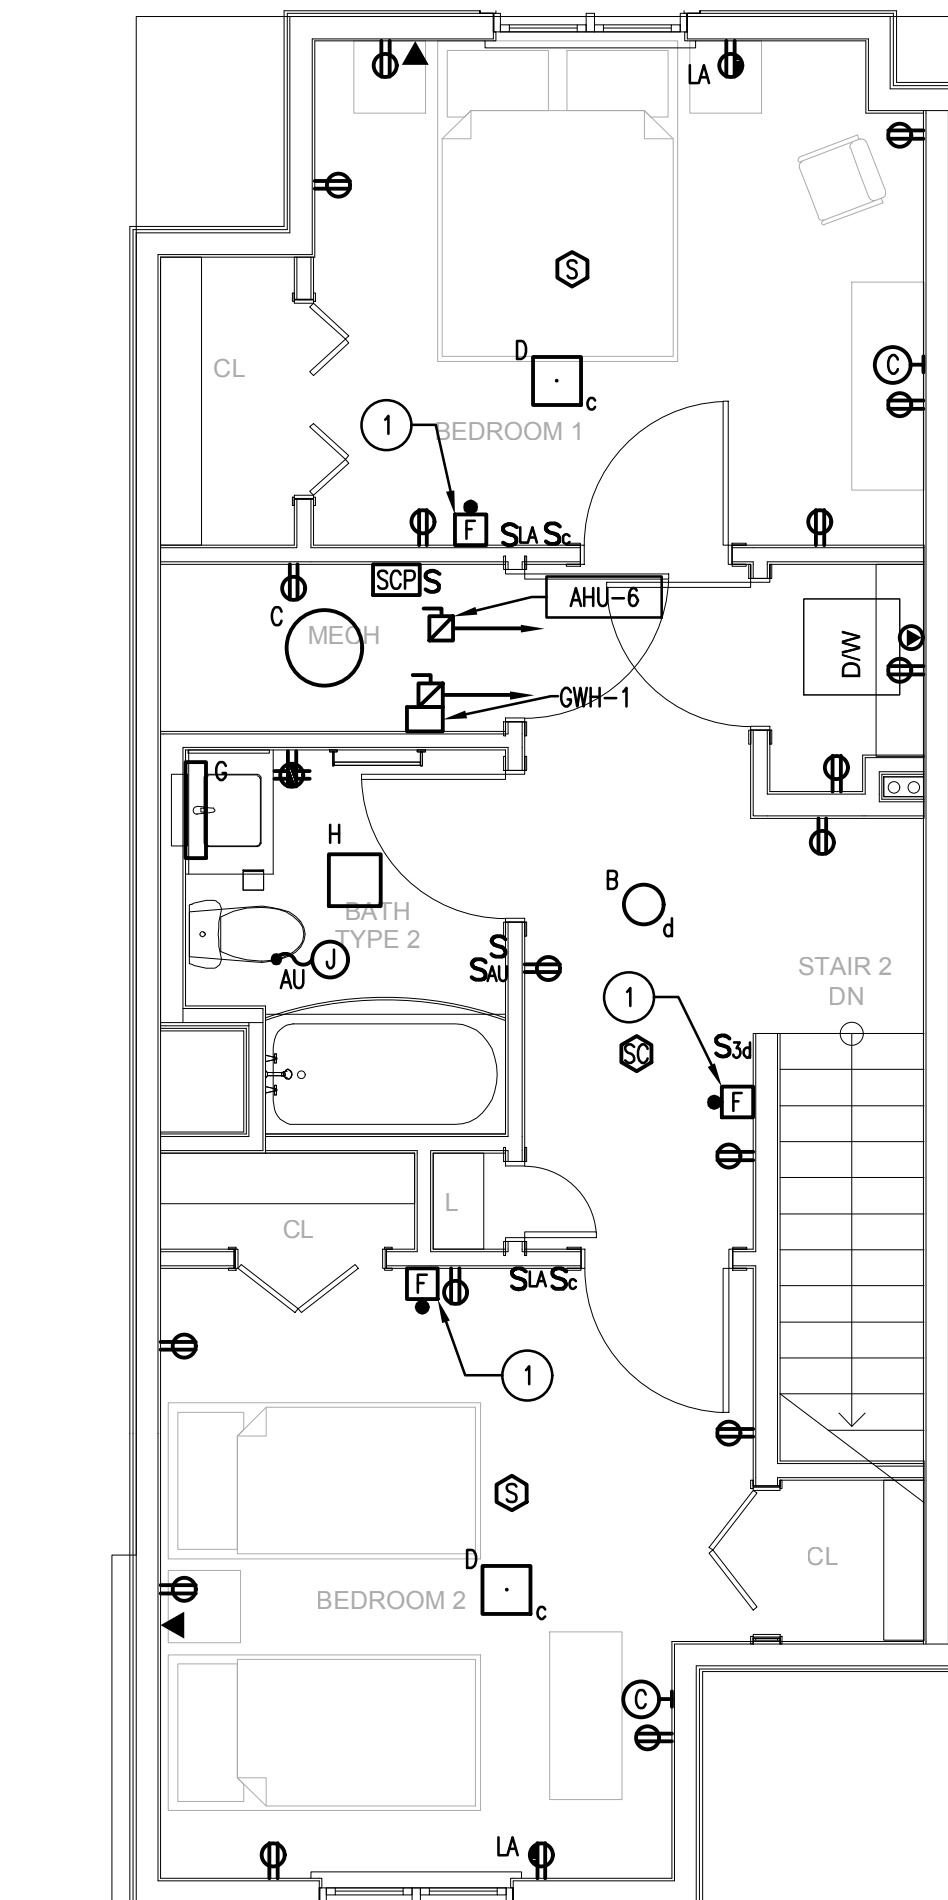 LA
S
CL
D
C
c
1
BEDROOM 1
F
SLA Sc
SCP S
AHU-6
C
MECH
D/W
GWH-1
G
H
B
d
BATH
TYPE 2
S
SAU
J
AU
STAIR 2
DN
1
SC
S3d
F
L
CL
F
SLA Sc
1
S
D
CL
BEDROOM 2
c
C
LA